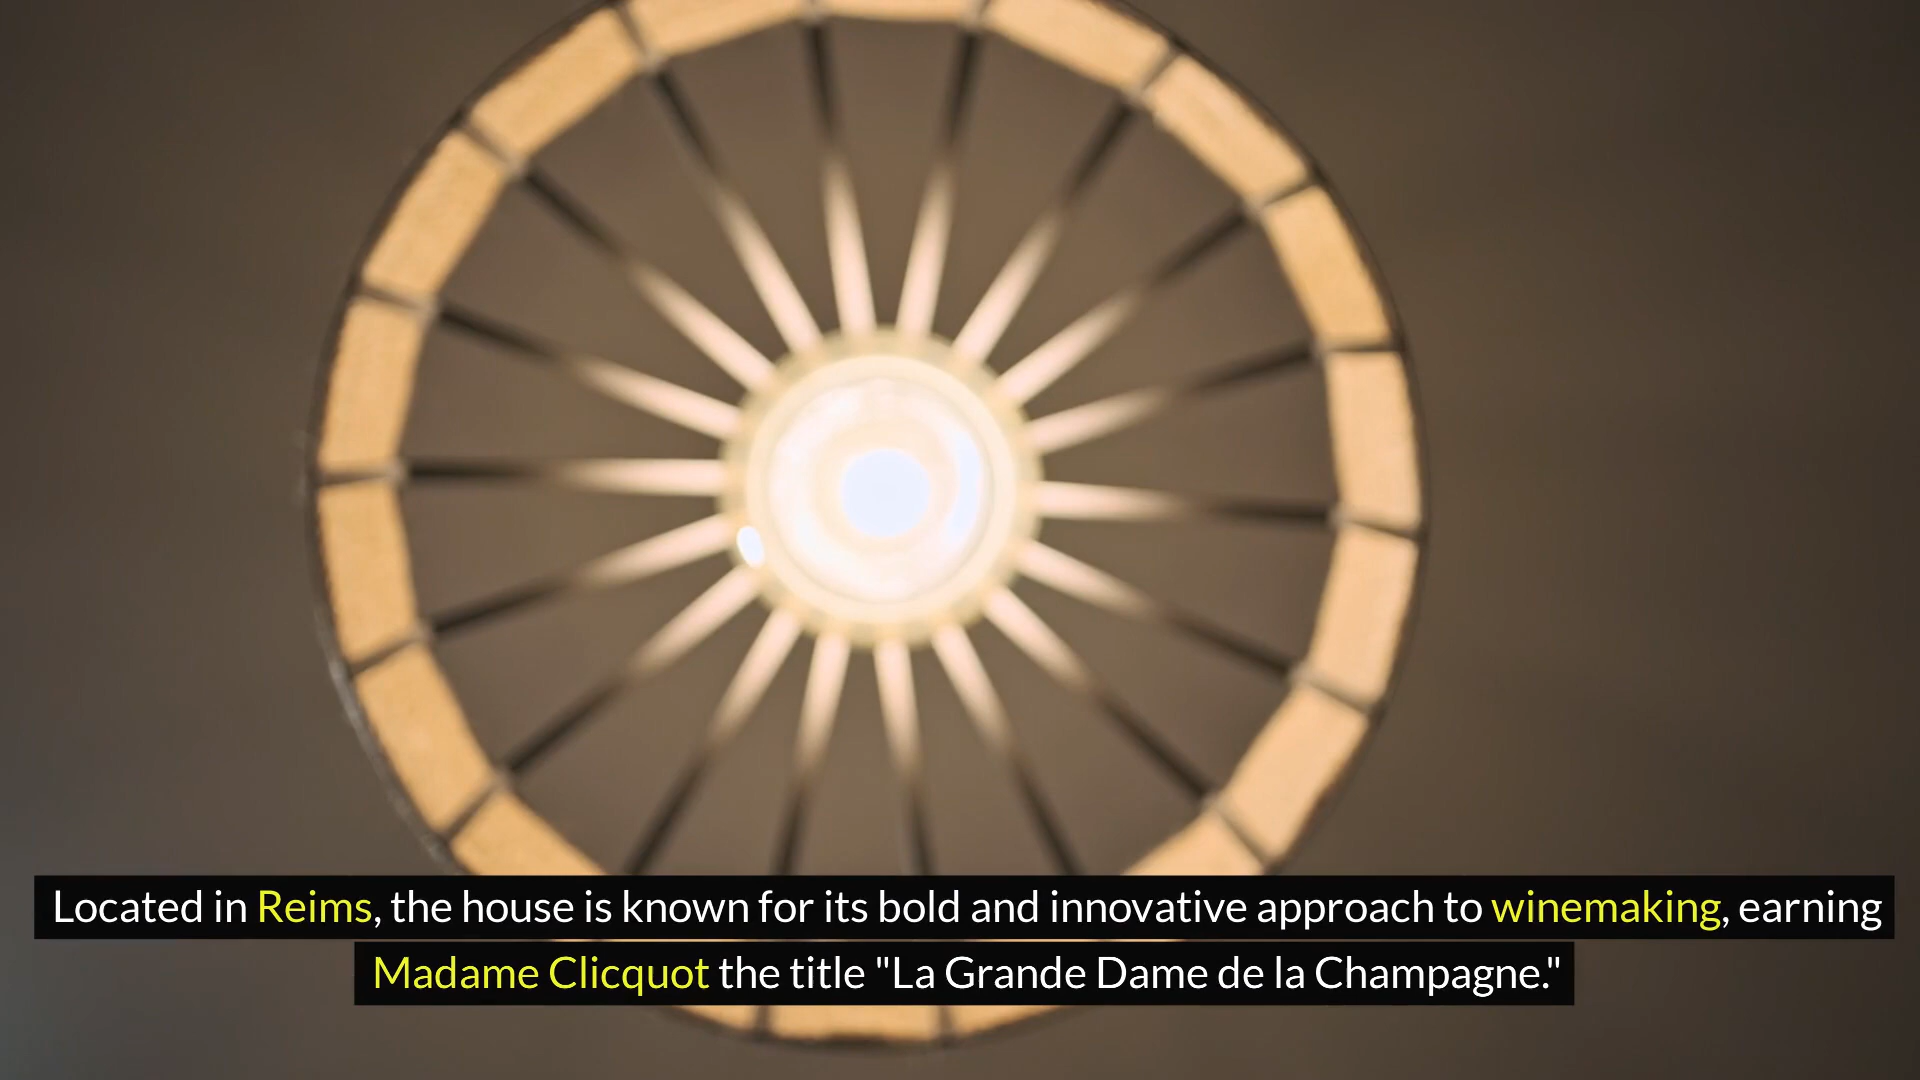 Located in Reims, the house is known for its bold and innovative approach to winemaking, earning
Madame Clicquot the title "La Grande Dame de la Champagne."